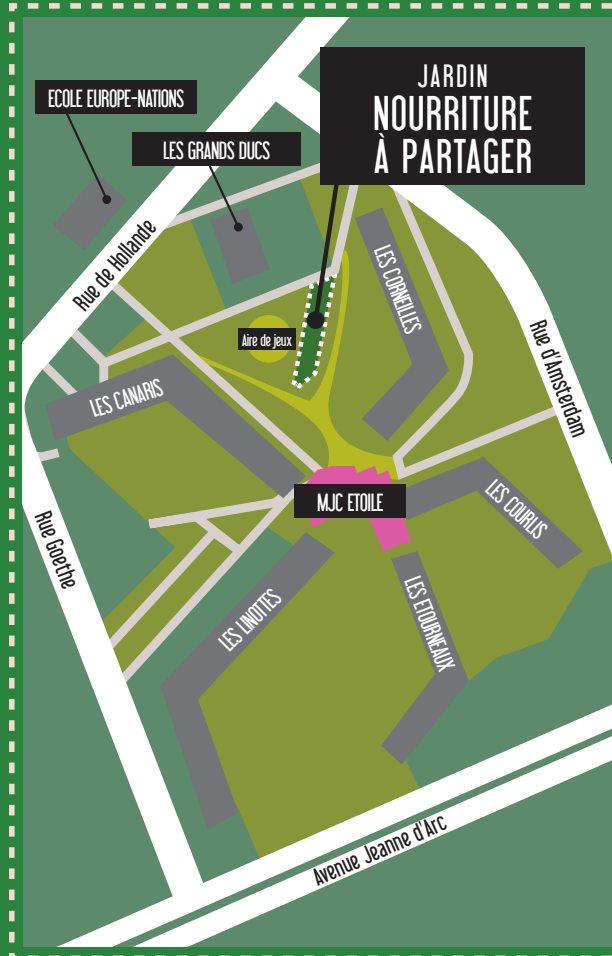 JARDIN
NOURRITURE
À PARTAGER
ECOLE EUROPE-NATIONS
LES GRANDS DUCS
Rue de Hollande
LES CORNEILLES
Aire de jeux
Rue d'Amsterdam
LES CANARIS
MJC ETOILE
LES COURLIS
Rue Goethe
LES LINOTTES
LES ETOURNEAUX
Avenue Jeanne d'Arc